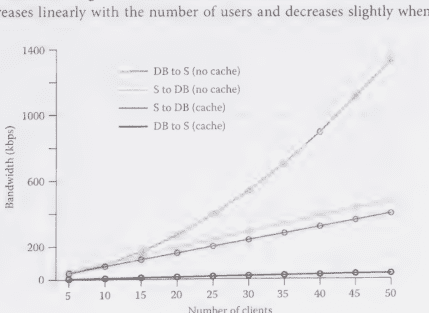 reases linearly with the number of users and decreases slightly when
1400
1000
600
200
0
Bandwidth (kbps)
DB to S (no cache)
S to DB (no cache)
S to DB (cache)
DB to S (cache)
5 10 15 20 25 30 35 40 45 50
Number of clients